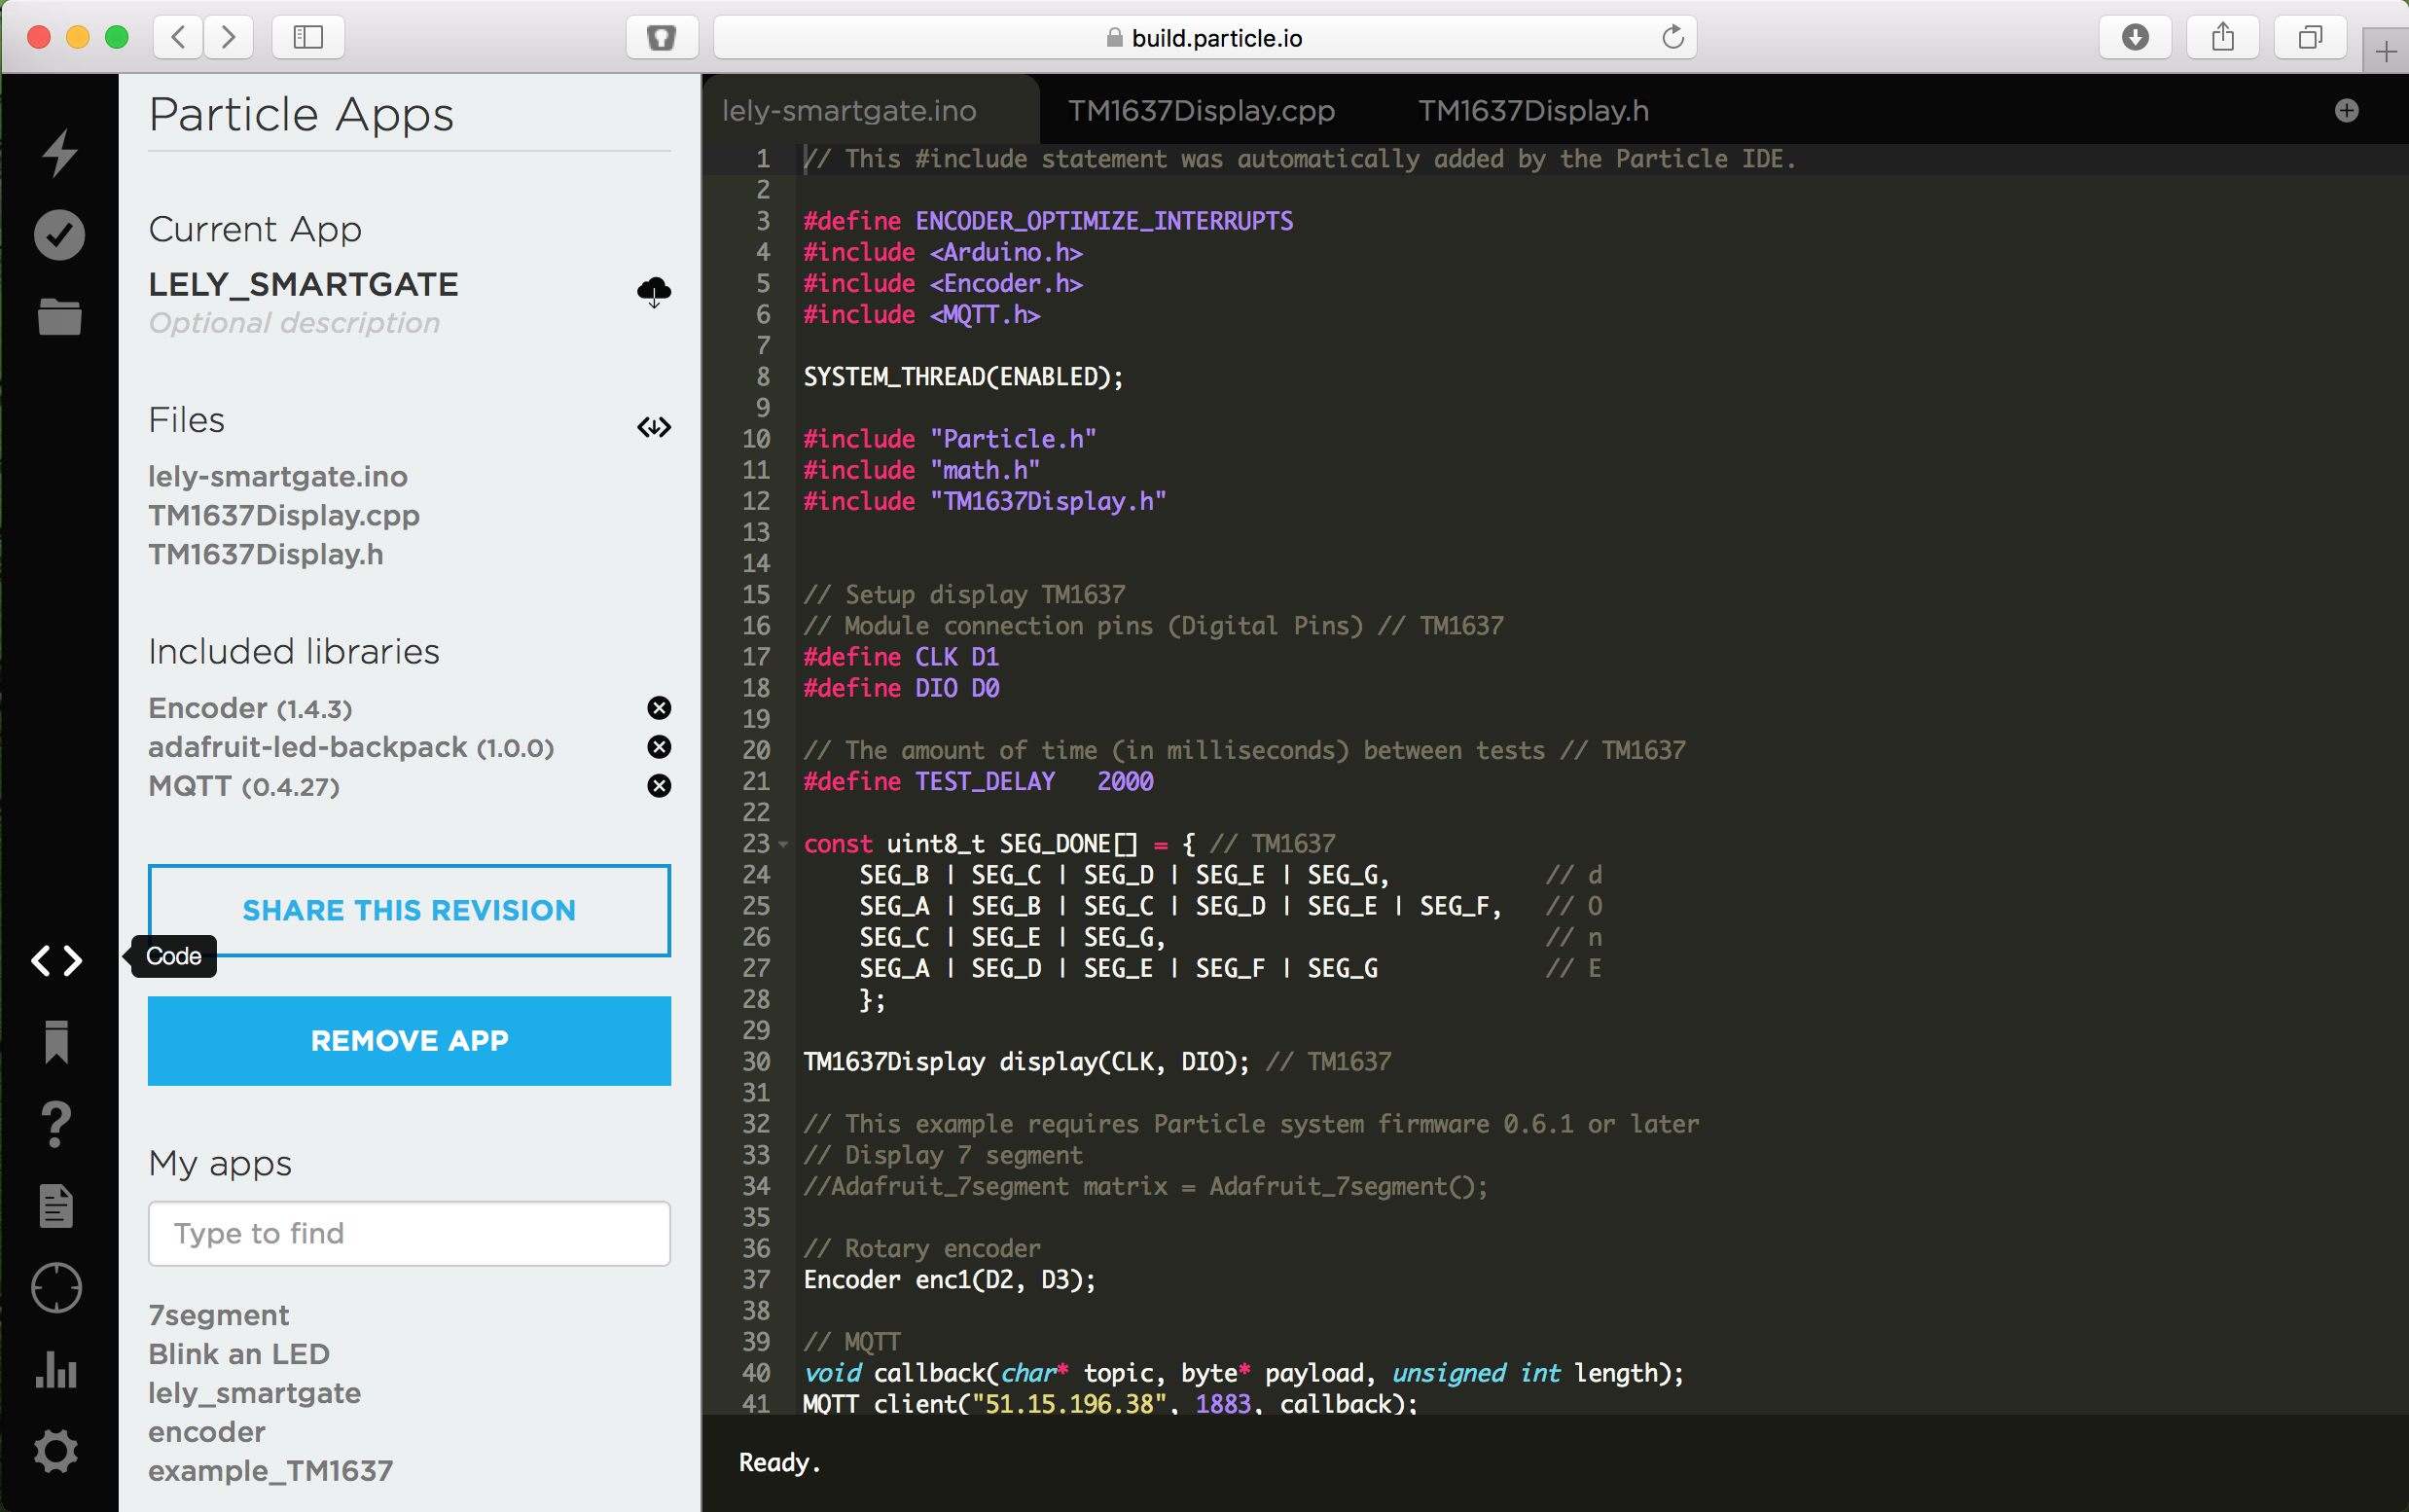 build.particle.io
Particle Apps
Current App
LELY_SMARTGATE
Optional description
Files
lely-smartgate.ino
TM1637Display.cpp
TM1637Display.h
Included libraries
Encoder (1.4.3)
adafruit-led-backpack (1.0.0)
MQTT (0.4.27)
SHARE THIS REVISION
Code
REMOVE APP
My apps
Type to find
7segment
Blink an LED
lely_smartgate
encoder
example_TM1637
lely-smartgate.ino TM1637Display.cpp TM1637Display.h
1 // This #include statement was automatically added by the Particle IDE.
2
3 #define ENCODER_OPTIMIZE_INTERRUPTS
4 #include <Arduino.h>
5 #include <Encoder.h>
6 #include <MQTT.h>
7
8 SYSTEM_THREAD(ENABLED);
9
10 #include "Particle.h"
11 #include "math.h"
12 #include "TM1637Display.h"
13
14
15 // Setup display TM1637
16 // Module connection pins (Digital Pins) // TM1637
17 #define CLK D1
18 #define DIO D0
19
20 // The amount of time (in milliseconds) between tests // TM1637
21 #define TEST_DELAY   2000
22
23 const uint8_t SEG_DONE[] = { // TM1637
24     SEG_B | SEG_C | SEG_D | SEG_E | SEG_G,           // d
25     SEG_A | SEG_B | SEG_C | SEG_D | SEG_E | SEG_F,   // O
26     SEG_C | SEG_E | SEG_G,                           // n
27     SEG_A | SEG_D | SEG_E | SEG_F | SEG_G            // E
28     };
29
30 TM1637Display display(CLK, DIO); // TM1637
31
32 // This example requires Particle system firmware 0.6.1 or later
33 // Display 7 segment
34 //Adafruit_7segment matrix = Adafruit_7segment();
35
36 // Rotary encoder
37 Encoder enc1(D2, D3);
38
39 // MQTT
40 void callback(char* topic, byte* payload, unsigned int length);
41 MQTT client("51.15.196.38", 1883, callback);
Ready.